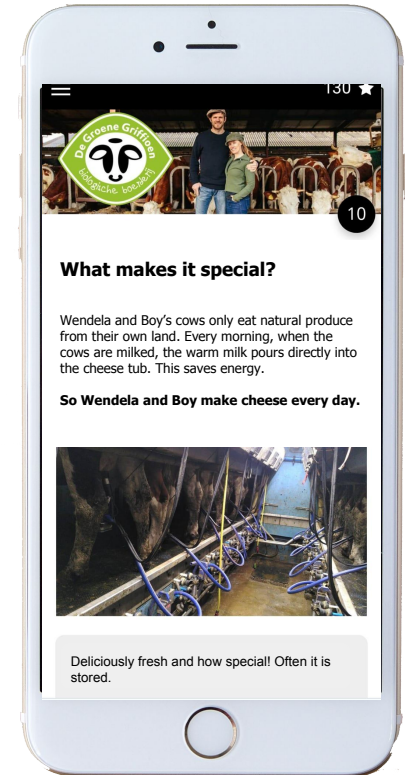 130
De Groene Griffioen
biologische boerderij
10
What makes it special?
Wendela and Boy’s cows only eat natural produce
from their own land. Every morning, when the
cows are milked, the warm milk pours directly into
the cheese tub. This saves energy.
So Wendela and Boy make cheese every day.
Deliciously fresh and how special! Often it is
stored.